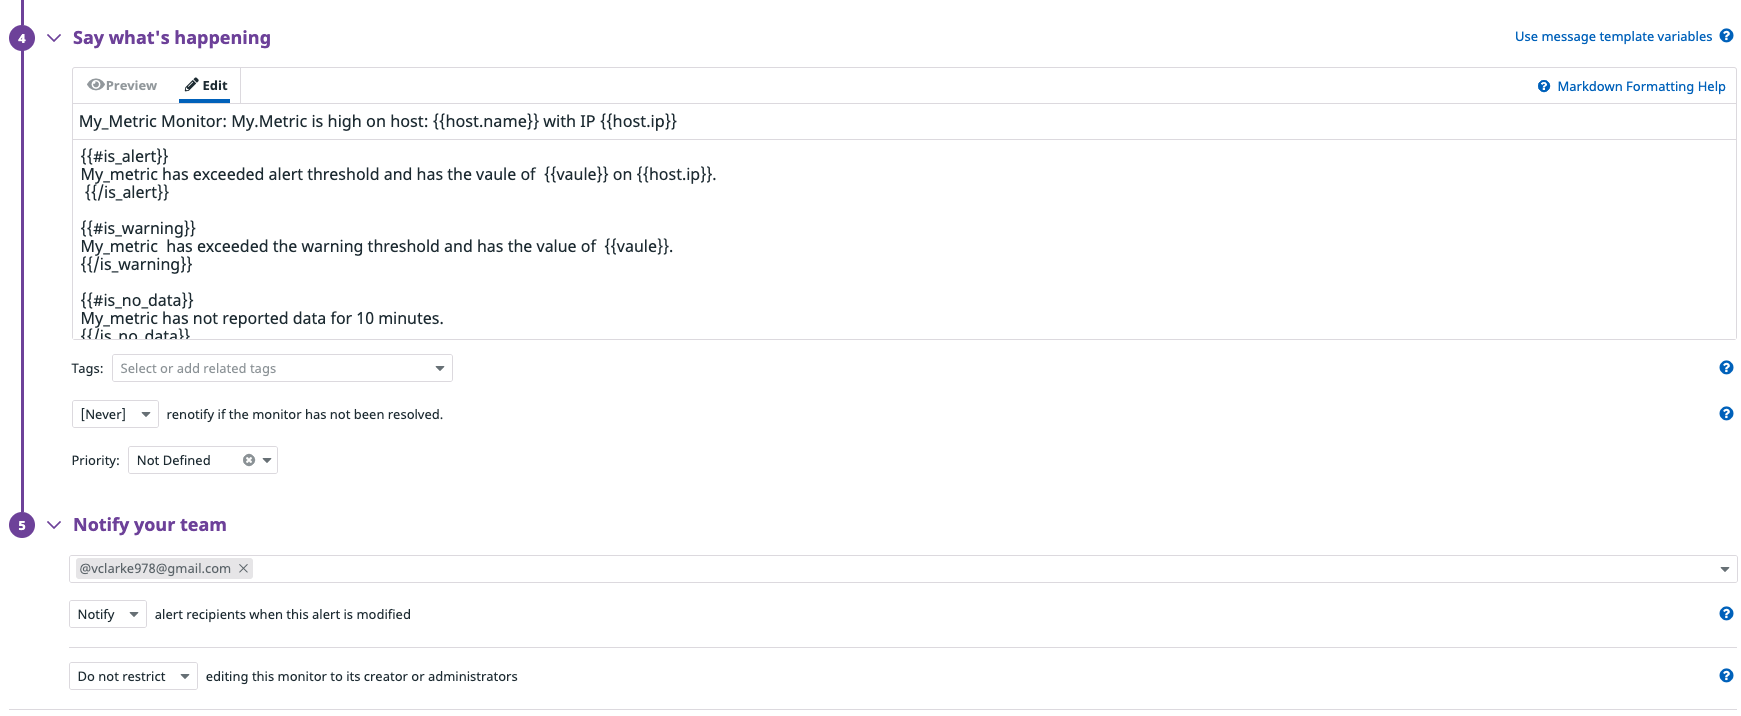 4 Say what's happening Use message template variables
Preview Edit Markdown Formatting Help
My_Metric Monitor: My.Metric is high on host: {{host.name}} with IP {{host.ip}}
{{#is_alert}}
My_metric has exceeded alert threshold and has the vaule of  {{vaule}} on {{host.ip}}.
{{/is_alert}}
{{#is_warning}}
My_metric  has exceeded the warning threshold and has the value of  {{vaule}}.
{{/is_warning}}
{{#is_no_data}}
My_metric has not reported data for 10 minutes.
{{/is_no_data}}
Tags: Select or add related tags
[Never] renotify if the monitor has not been resolved.
Priority: Not Defined
5 Notify your team
@vclarke978@gmail.com
Notify alert recipients when this alert is modified
Do not restrict editing this monitor to its creator or administrators